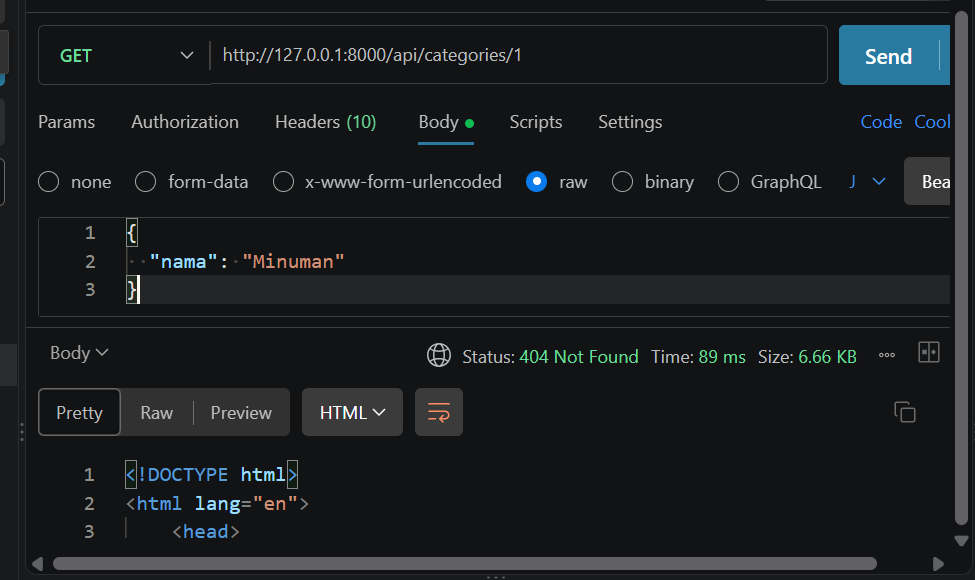 GET http://127.0.0.1:8000/api/categories/1 Send
Params Authorization Headers (10) Body Scripts Settings Code Cool
none form-data x-www-form-urlencoded raw binary GraphQL J Bea
1 {
2 "nama": "Minuman"
3 }
Body Status: 404 Not Found Time: 89 ms Size: 6.66 KB
Pretty Raw Preview HTML
1 <!DOCTYPE html>
2 <html lang="en">
3 <head>